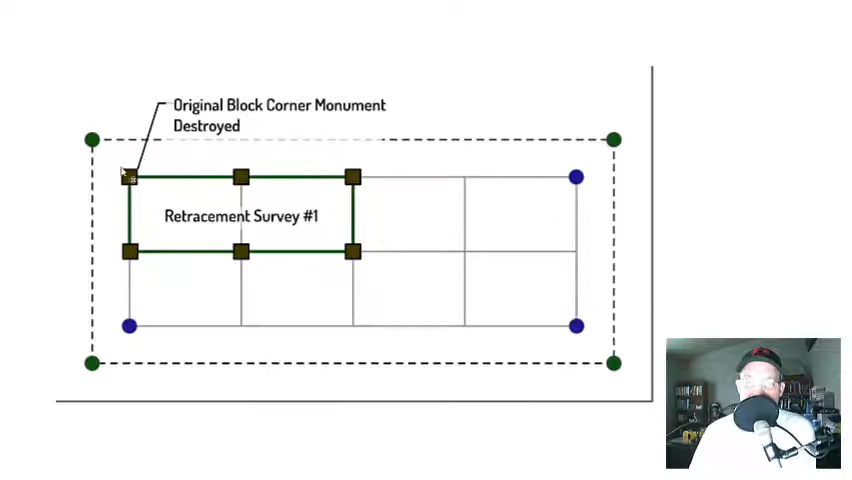 Original Block Corner Monument
Destroyed
Retracement Survey #1